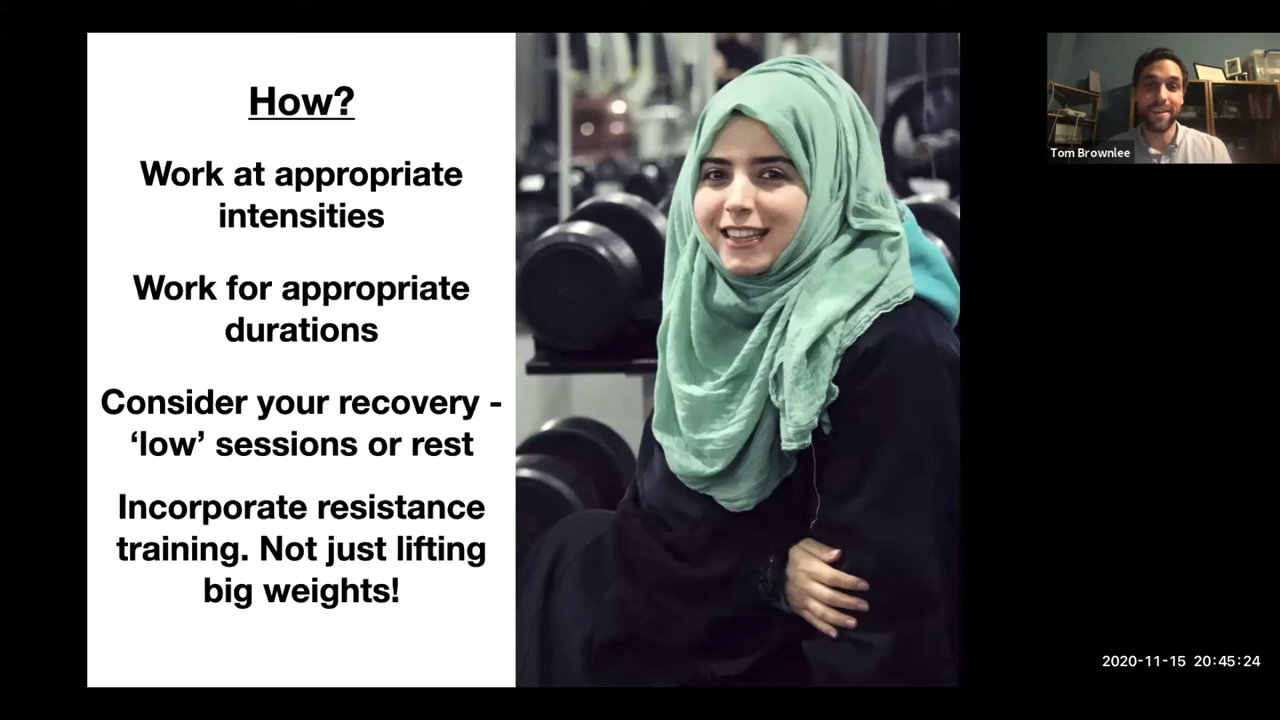 How?
Work at appropriate
intensities
Work for appropriate
durations
Consider your recovery -
‘low’ sessions or rest
Incorporate resistance
training. Not just lifting
big weights!
Tom Brownlee
2020-11-15 20:45:24